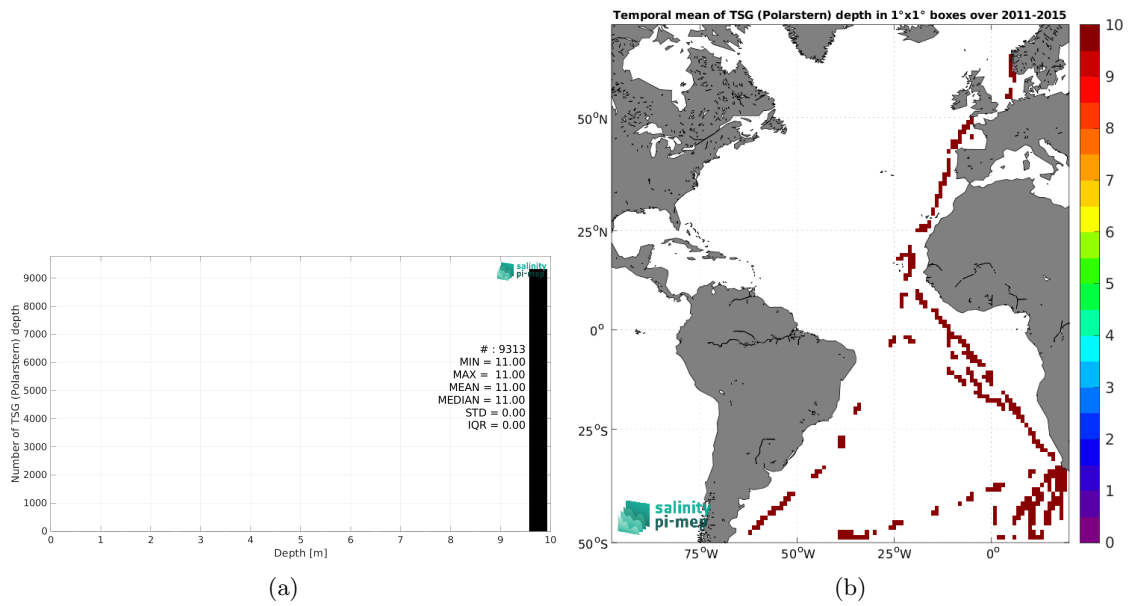 Number of TSG (Polarstern) depth
9000
8000
7000
6000
5000
4000
3000
2000
1000
0
0 1 2 3 4 5 6 7 8 9 10
Depth [m]
salinity
pi-mep
# : 9313
MIN = 11.00
MAX = 11.00
MEAN = 11.00
MEDIAN = 11.00
STD = 0.00
IQR = 0.00
(a)
Temporal mean of TSG (Polarstern) depth in 1°x1° boxes over 2011-2015
50°N
25°N
0°
25°S
50°S
75°W 50°W 25°W 0°
salinity
pi-mep
10
9
8
7
6
5
4
3
2
1
0
(b)